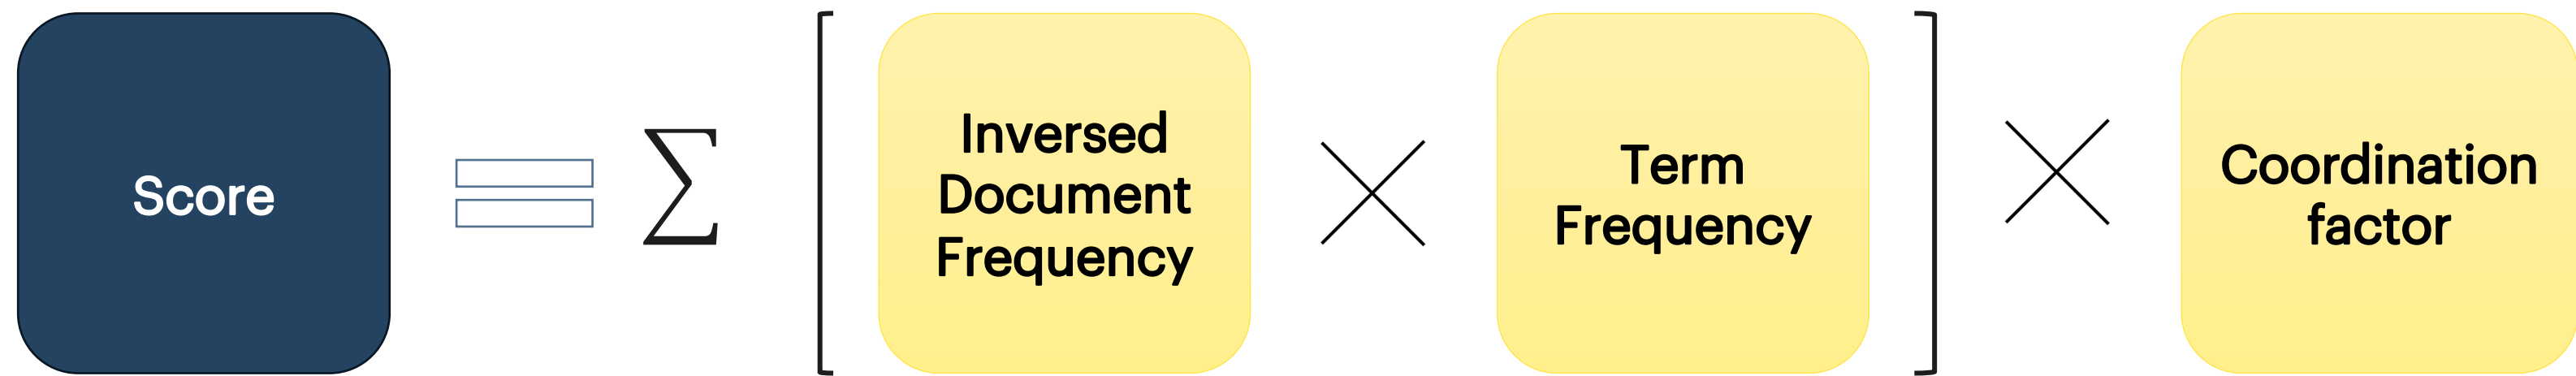 Score
=
∑
[
Inversed
Document
Frequency
×
Term
Frequency
]
×
Coordination
factor